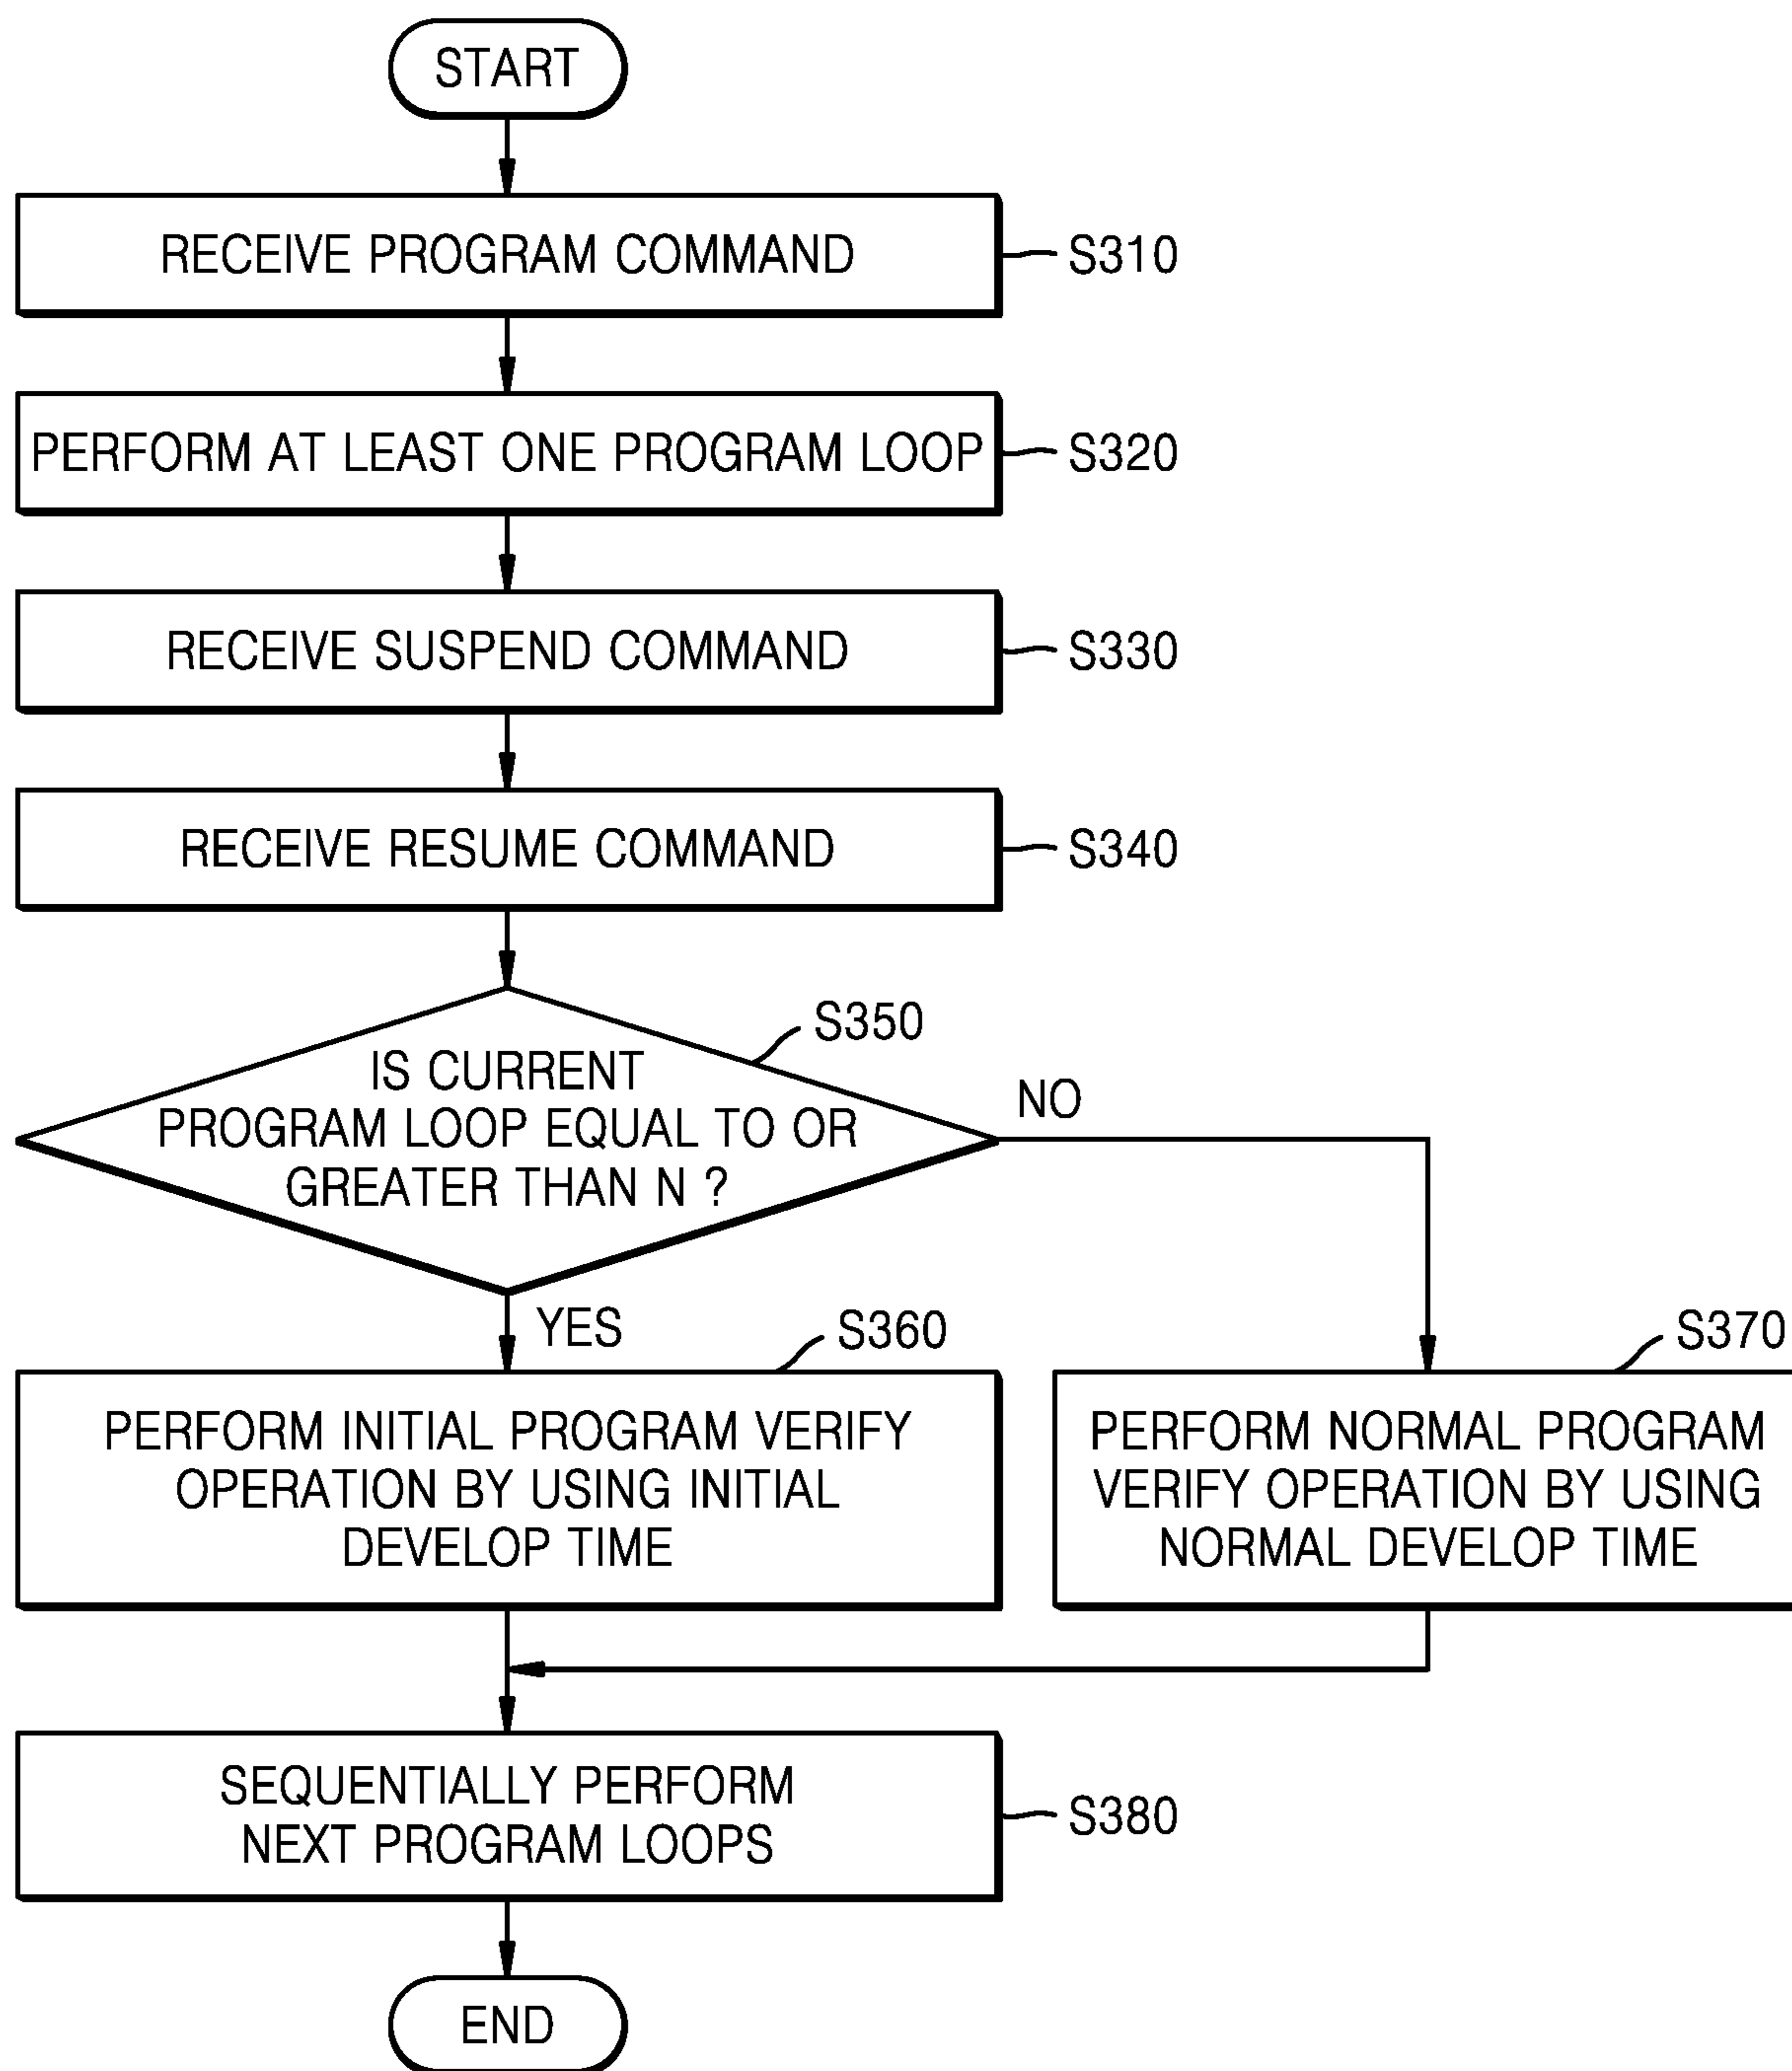 START
RECEIVE PROGRAM COMMAND
S310
PERFORM AT LEAST ONE PROGRAM LOOP
S320
RECEIVE SUSPEND COMMAND
S330
RECEIVE RESUME COMMAND
S340
S350
IS CURRENT
PROGRAM LOOP EQUAL TO OR
GREATER THAN N ?
NO
YES
S360
PERFORM INITIAL PROGRAM VERIFY
OPERATION BY USING INITIAL
DEVELOP TIME
S370
PERFORM NORMAL PROGRAM
VERIFY OPERATION BY USING
NORMAL DEVELOP TIME
SEQUENTIALLY PERFORM
NEXT PROGRAM LOOPS
S380
END